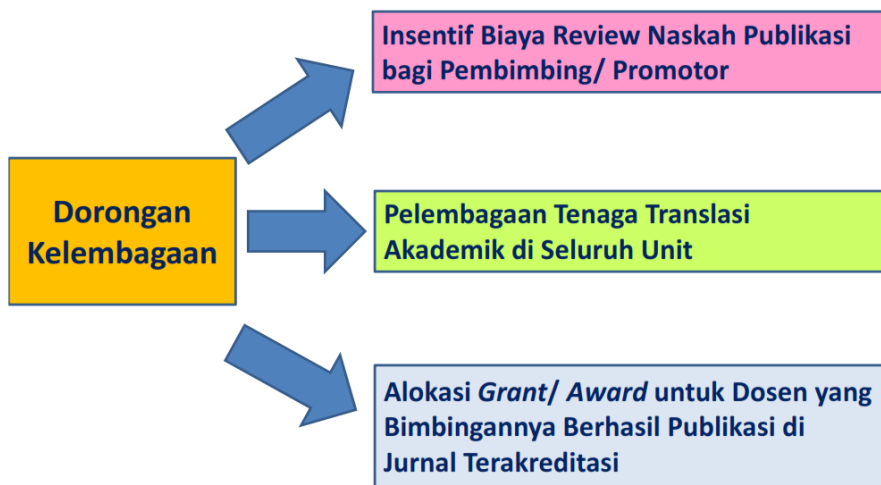 Insentif Biaya Review Naskah Publikasi
bagi Pembimbing/ Promotor
Dorongan
Kelembagaan
Pelembagaan Tenaga Translasi
Akademik di Seluruh Unit
Alokasi Grant/ Award untuk Dosen yang
Bimbingannya Berhasil Publikasi di
Jurnal Terakreditasi